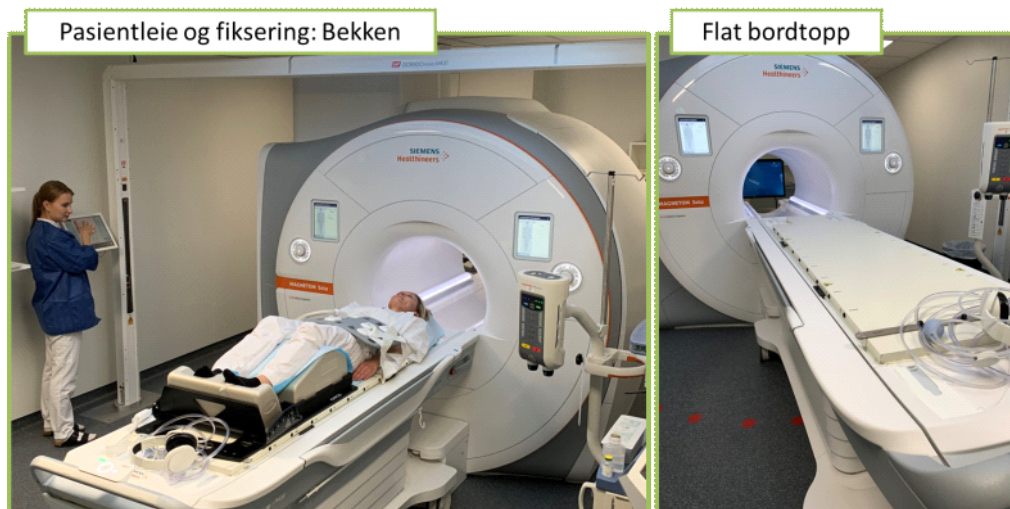 Pasientleie og fiksering: Bekken
Flat bordtopp
SIEMENS
Healthineers
MAGNETOM Sola
SIEMENS
Healthineers
MAGNETOM Sola